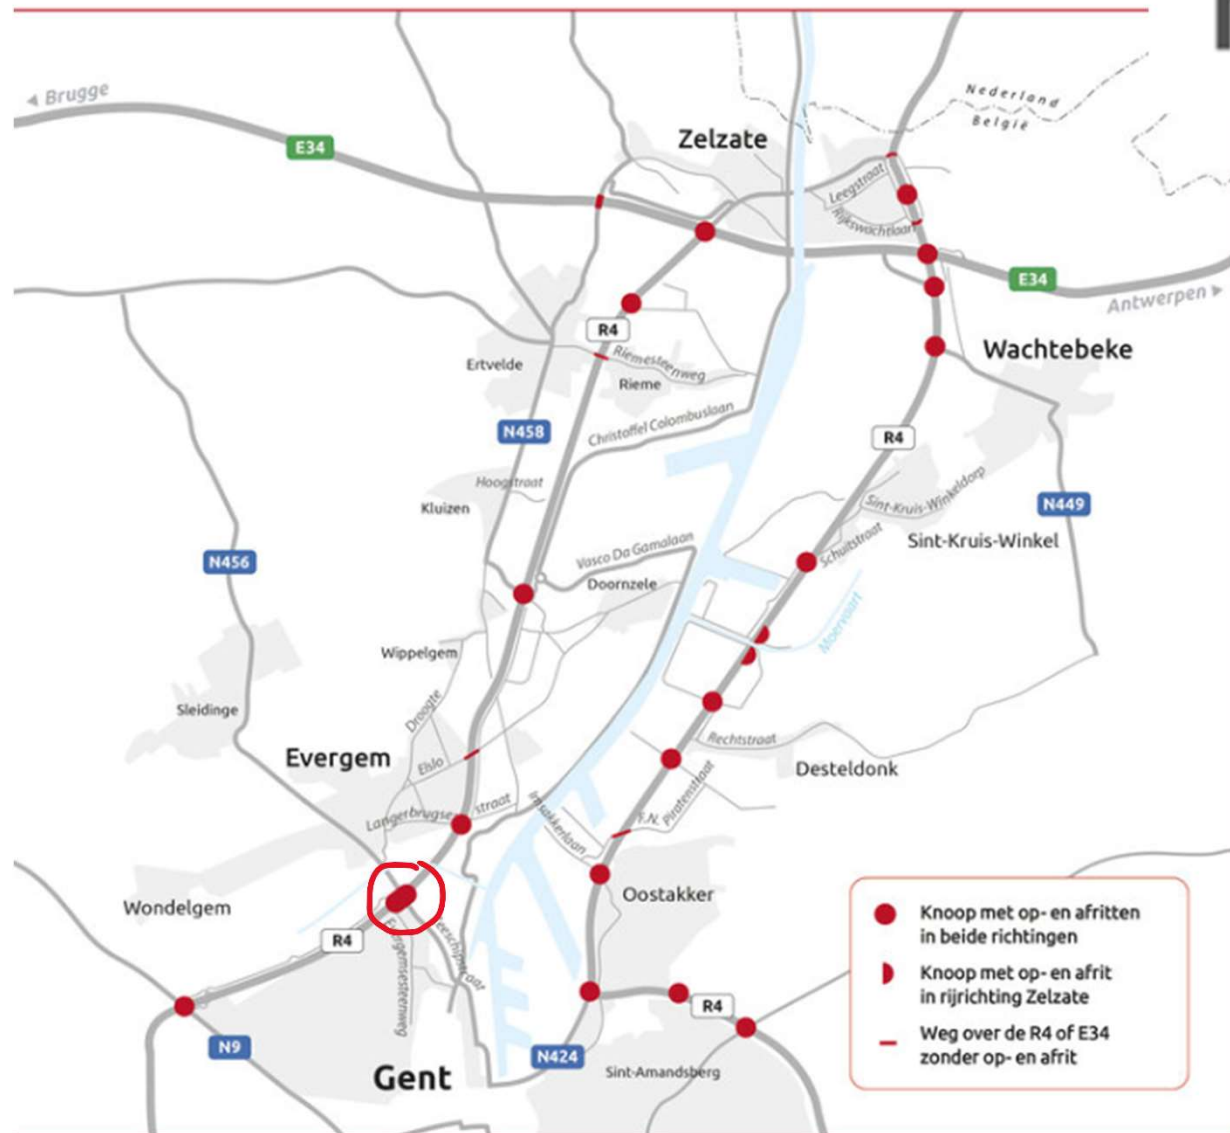 Brugge
Nederland
België
Zelzate
E34
Leegstraat
Rijkswachtlaan
E34
Antwerpen
R4
Riemesteenweg
Wachtebeke
Ertvelde
Rieme
Christoffel Colombuslaan
N458
R4
Hoogstraat
Sint-Kruis-Winkeldorp
Kluizen
N449
Vasco Da Gamalaan
Schuitstraat
Sint-Kruis-Winkel
N456
Doornzele
Moervaart
Wippelgem
Droogte
Sleidinge
Rechtstraat
Evergem
Elslo
Desteldonk
Langerbrugsestraat
F.N. Piratenstraat
Imsakkerlaan
Oostakker
Wondelgem
R4
Evergemsesteenweg
R4
N9
N424
Gent
Sint-Amandsberg
Knoop met op- en afritten
in beide richtingen
Knoop met op- en afrit
in rijrichting Zelzate
Weg over de R4 of E34
zonder op- en afrit